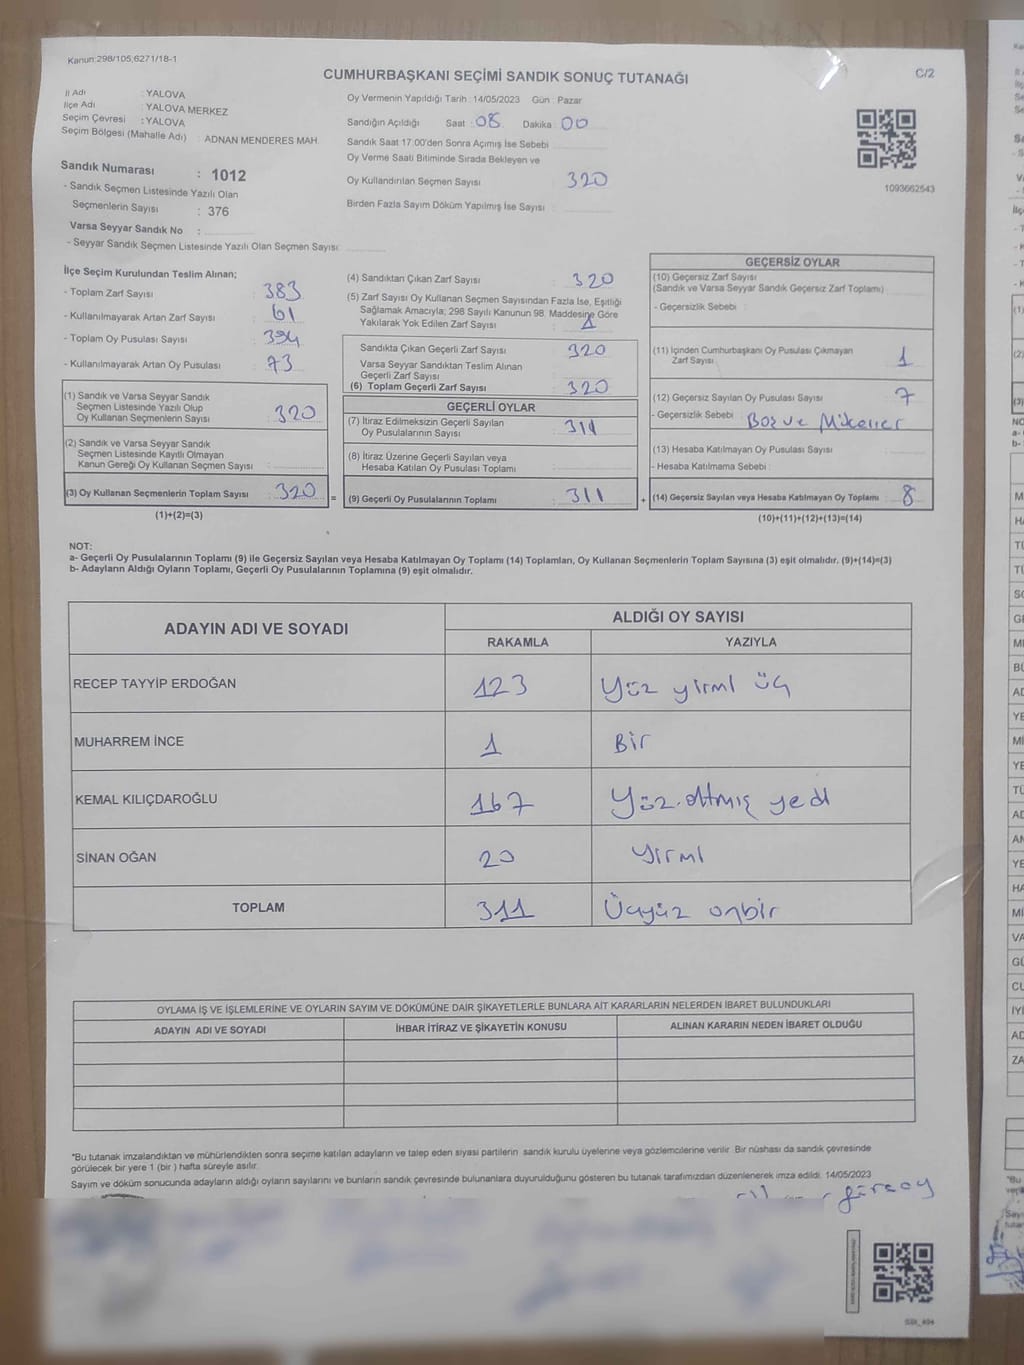 Kanun:298/105,6271/18-1
CUMHURBAŞKANI SEÇİMİ SANDIK SONUÇ TUTANAĞI
C/2
İl Adı : YALOVA
İlçe Adı : YALOVA MERKEZ
Seçim Çevresi : YALOVA
Seçim Bölgesi (Mahalle Adı) : ADNAN MENDERES MAH.
Sandık Numarası : 1012
- Sandık Seçmen Listesinde Yazılı Olan
Seçmenlerin Sayısı : 376
Varsa Seyyar Sandık No :
- Seyyar Sandık Seçmen Listesinde Yazılı Olan Seçmen Sayısı:
Oy Vermenin Yapıldığı Tarih : 14/05/2023 Gün : Pazar
Sandığın Açıldığı Saat : 08 Dakika : 00
Sandık Saat 17.00'den Sonra Açımış İse Sebebi
Oy Verme Saati Bitiminde Sırada Bekleyen ve
Oy Kullandırılan Seçmen Sayısı : 320
Birden Fazla Sayım Döküm Yapılmış İse Sayısı :
1093662543
İlçe Seçim Kurulundan Teslim Alınan;
- Toplam Zarf Sayısı : 383
- Kullanılmayarak Artan Zarf Sayısı : 61
- Toplam Oy Pusulası Sayısı : 394
- Kullanılmayarak Artan Oy Pusulası : 73
(1) Sandık ve Varsa Seyyar Sandık
Seçmen Listesinde Yazılı Olup
Oy Kullanan Seçmenlerin Sayısı : 320
(2) Sandık ve Varsa Seyyar Sandık
Seçmen Listesinde Kayıtlı Olmayan
Kanun Gereği Oy Kullanan Seçmen Sayısı :
(3) Oy Kullanan Seçmenlerin Toplam Sayısı : 320 =
(1)+(2)=(3)
(4) Sandıktan Çıkan Zarf Sayısı : 320
(5) Zarf Sayısı Oy Kullanan Seçmen Sayısından Fazla İse, Eşitliği
Sağlamak Amacıyla; 298 Sayılı Kanunun 98. Maddesine Göre
Yakılarak Yok Edilen Zarf Sayısı :
Sandıkta Çıkan Geçerli Zarf Sayısı : 320
Varsa Seyyar Sandıktan Teslim Alınan
Geçerli Zarf Sayısı :
(6) Toplam Geçerli Zarf Sayısı : 320
GEÇERLİ OYLAR
(7) İtiraz Edilmeksizin Geçerli Sayılan
Oy Pusulalarının Sayısı : 311
(8) İtiraz Üzerine Geçerli Sayılan veya
Hesaba Katılan Oy Pusulası Toplamı :
(9) Geçerli Oy Pusulalarının Toplamı : 311 +
GEÇERSİZ OYLAR
(10) Geçersiz Zarf Sayısı
(Sandık ve Varsa Seyyar Sandık Geçersiz Zarf Toplamı) :
- Geçersizlik Sebebi :
(11) İçinden Cumhurbaşkanı Oy Pusulası Çıkmayan
Zarf Sayısı : 1
(12) Geçersiz Sayılan Oy Pusulası Sayısı : 7
- Geçersizlik Sebebi : Boş ve
(13) Hesaba Katılmayan Oy Pusulası Sayısı :
- Hesaba Katılmama Sebebi :
(14) Geçersiz Sayılan veya Hesaba Katılmayan Oy Toplamı : 8
(10)+(11)+(12)+(13)=(14)
NOT:
a- Geçerli Oy Pusulalarının Toplamı (9) ile Geçersiz Sayılan veya Hesaba Katılmayan Oy Toplamı (14) Toplamları, Oy Kullanan Seçmenlerin Toplam Sayısına (3) eşit olmalıdır. (9)+(14)=(3)
b- Adayların Aldığı Oyların Toplamı, Geçerli Oy Pusulalarının Toplamına (9) eşit olmalıdır.
ADAYIN ADI VE SOYADI ALDIĞI OY SAYISI
RAKAMLA YAZIYLA
RECEP TAYYİP ERDOĞAN 123 Yüz yirmi üç
MUHARREM İNCE 1 Bir
KEMAL KILIÇDAROĞLU 167 Yüz altmış yedi
SİNAN OĞAN 20 Yirmi
TOPLAM 311 Üçyüz onbir
OYLAMA İŞ VE İŞLEMLERİNE VE OYLARIN SAYIM VE DÖKÜMÜNE DAİR ŞİKAYETLERLE BUNLARA AİT KARARLARIN NELERDEN İBARET BULUNDUKLARI
ADAYIN ADI VE SOYADI İHBAR İTİRAZ VE ŞİKAYETİN KONUSU ALINAN KARARIN NEDEN İBARET OLDUĞU
*Bu tutanak imzalandıktan ve mühürlendikten sonra seçime katılan adayların ve talep eden siyasi partilerin sandık kurulu üyelerine veya gözlemcilerine verilir. Bir nüshası da sandık çevresinde
görülecek bir yere 1 (bir ) hafta süreyle asılır.
Sayım ve döküm sonucunda adayların aldığı oyların sayılarını ve bunların sandık çevresinde bulunanlara duyurulduğunu gösteren bu tutanak tarafımızdan düzenlenerek imza edildi. 14/05/2023